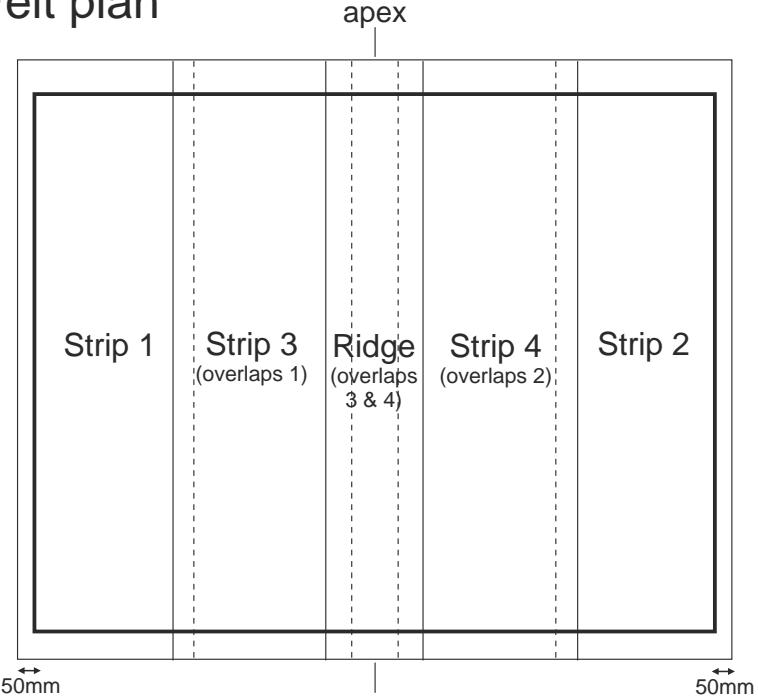 plan
apex
Strip 1
Strip 3
(overlaps 1)
Ridge
(overlaps
3 & 4)
Strip 4
(overlaps 2)
Strip 2
50mm
50mm